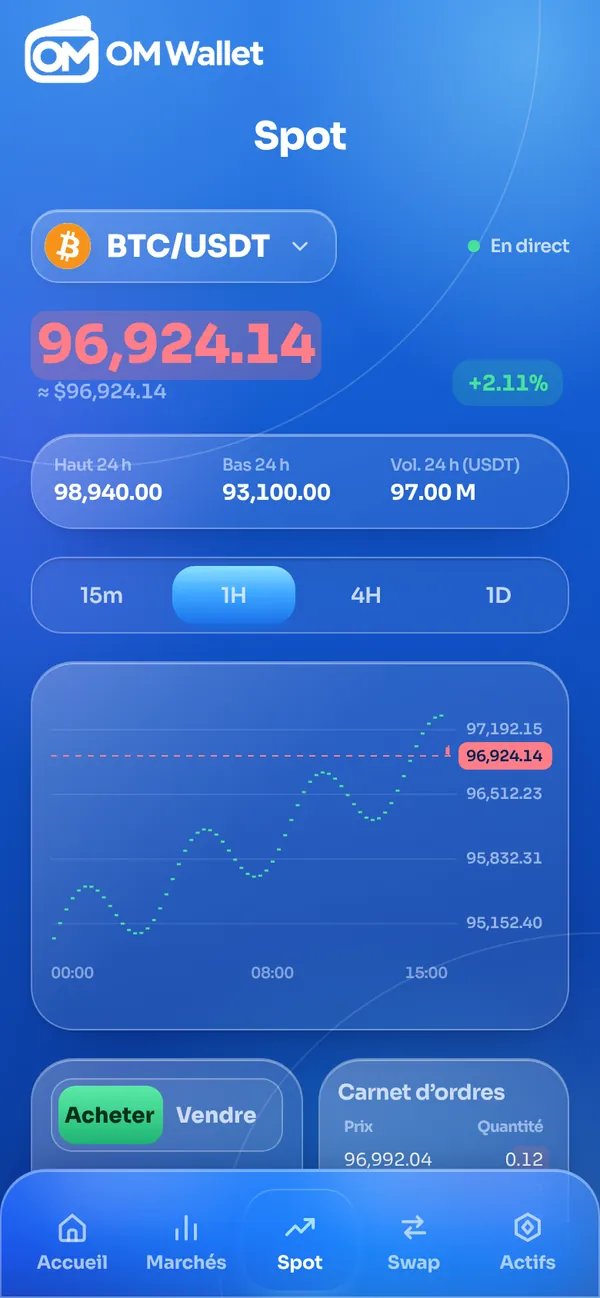 OM OM Wallet
Spot
BTC/USDT
En direct
96,924.14
≈ $96,924.14
+2.11%
Haut 24 h Bas 24 h Vol. 24 h (USDT)
98,940.00 93,100.00 97.00 M
15m 1H 4H 1D
97,192.15
96,924.14
96,512.23
95,832.31
95,152.40
00:00 08:00 15:00
Acheter Vendre
Carnet d’ordres
Prix Quantité
96,992.04 0.12
Accueil Marchés Spot Swap Actifs